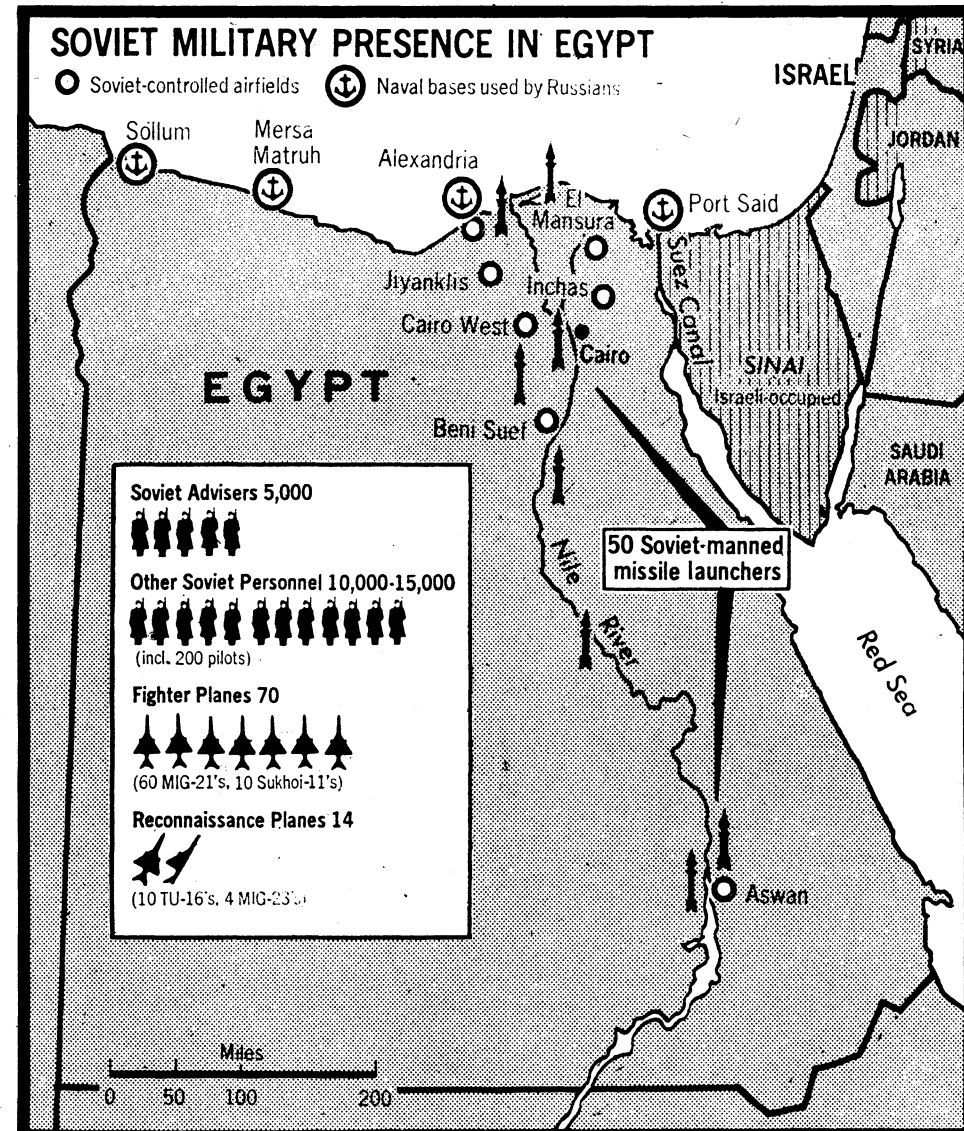 SOVIET MILITARY PRESENCE IN EGYPT
Soviet-controlled airfields
Naval bases used by Russians
SYRIA
ISRAEL
JORDAN
Sollum
Mersa
Matruh
Alexandria
El
Mansura
Port Said
Jiyanklis
Inchas
Suez Canal
Cairo West
Cairo
SINAI
Israeli-occupied
EGYPT
Beni Suef
SAUDI
ARABIA
Soviet Advisers 5,000
Other Soviet Personnel 10,000-15,000
(incl. 200 pilots)
Fighter Planes 70
(60 MIG-21's, 10 Sukhoi-11's)
Reconnaissance Planes 14
(10 TU-16's, 4 MIG-23's)
50 Soviet-manned
missile launchers
Nile
River
Red Sea
Aswan
Miles
0 50 100 200